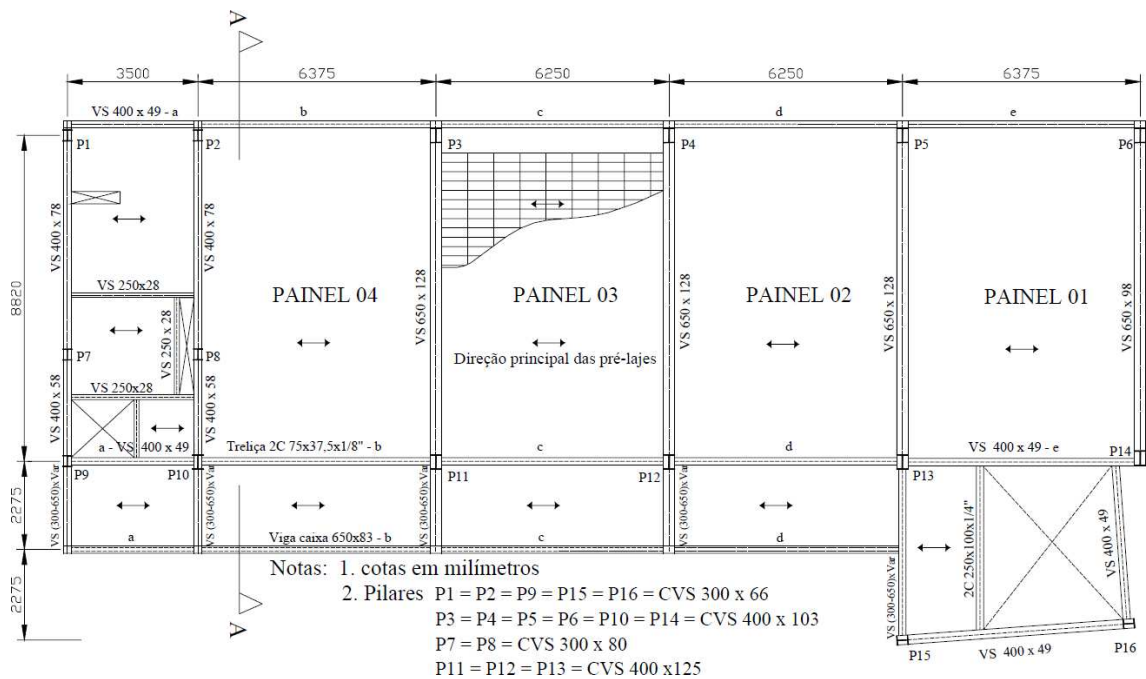 A
3500
6375
6250
6250
6375
VS 400 x 49 - a
b
c
d
e
P1
P2
P3
P4
P5
P6
8820
VS 400 x 78
VS 400 x 78
VS 650 x 128
VS 650 x 128
VS 650 x 128
VS 650 x 98
VS 250x28
PAINEL 04
PAINEL 03
PAINEL 02
PAINEL 01
VS 250 x 28
P7
P8
Direção principal das pré-lajes
VS 250x28
VS 400 x 58
VS 400 x 58
a - VS 400 x 49
Treliça 2C 75x37,5x1/8" - b
c
d
VS 400 x 49 - e
P14
P9
P10
P11
P12
P13
2275
VS (300-650)xVar
VS (300-650)xVar
VS (300-650)xVar
VS (300-650)xVar
a
Viga caixa 650x83 - b
c
d
2C 250x100x1/4"
VS 400 x 49
2275
VS (300-650)xVar
A
P15
VS 400 x 49
P16
Notas: 1. cotas em milímetros
2. Pilares P1 = P2 = P9 = P15 = P16 = CVS 300 x 66
P3 = P4 = P5 = P6 = P10 = P14 = CVS 400 x 103
P7 = P8 = CVS 300 x 80
P11 = P12 = P13 = CVS 400 x125